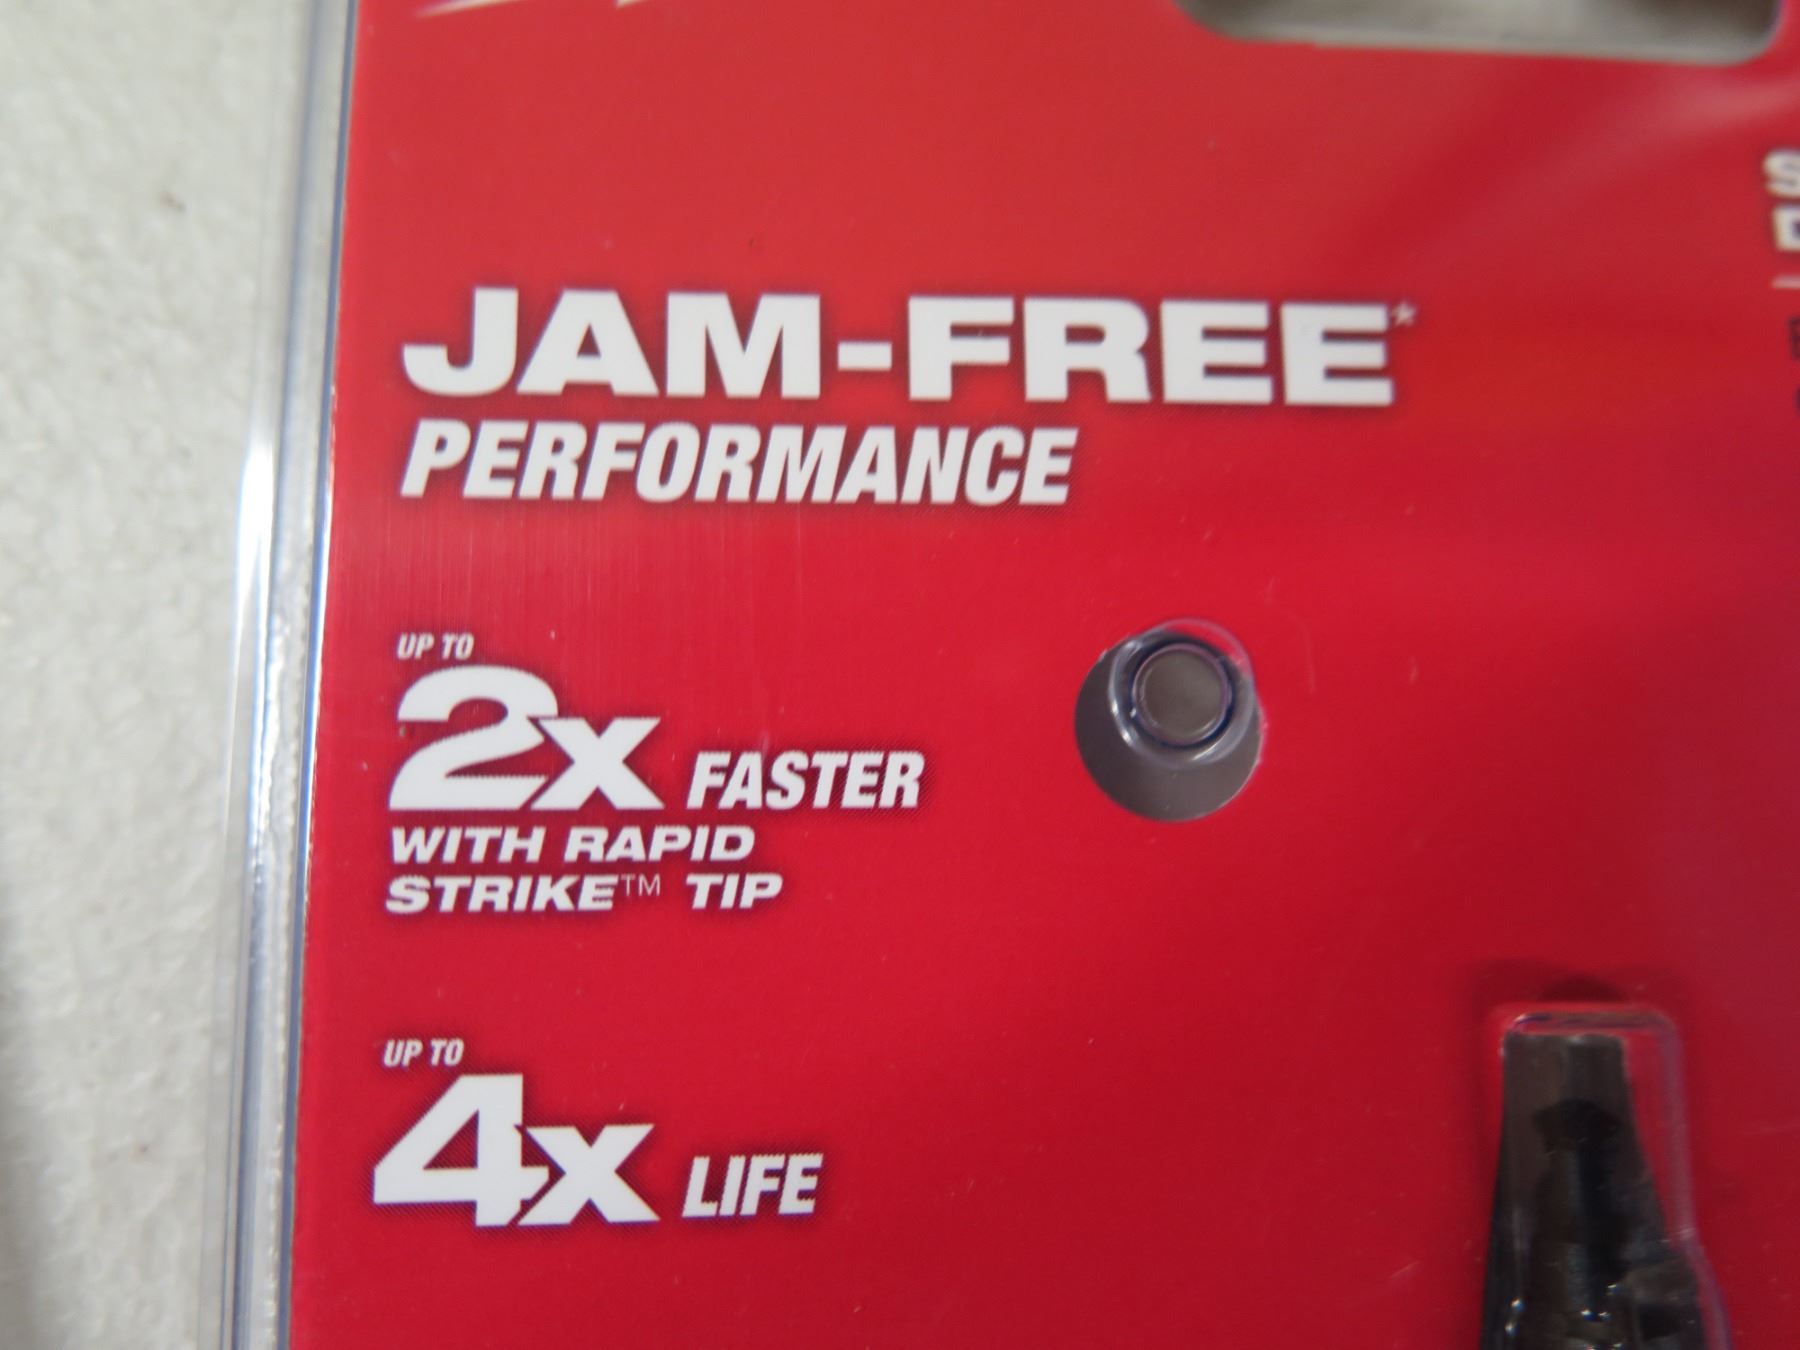 JAM-FREE*
PERFORMANCE
UP TO
2X FASTER
WITH RAPID
STRIKE™ TIP
UP TO
4X LIFE